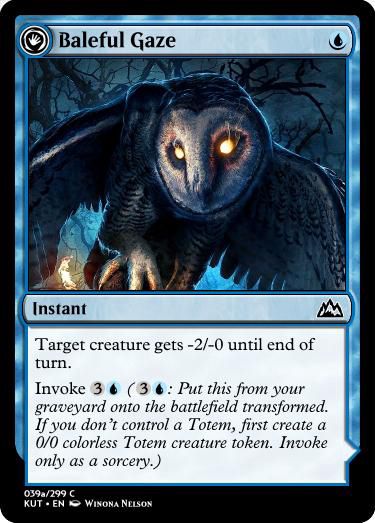 Baleful Gaze
Instant
Target creature gets -2/-0 until end of
turn.
Invoke 3 (3: Put this from your
graveyard onto the battlefield transformed.
If you don't control a Totem, first create a
0/0 colorless Totem creature token. Invoke
only as a sorcery.)
039a/299 C
KUT • EN Winona Nelson